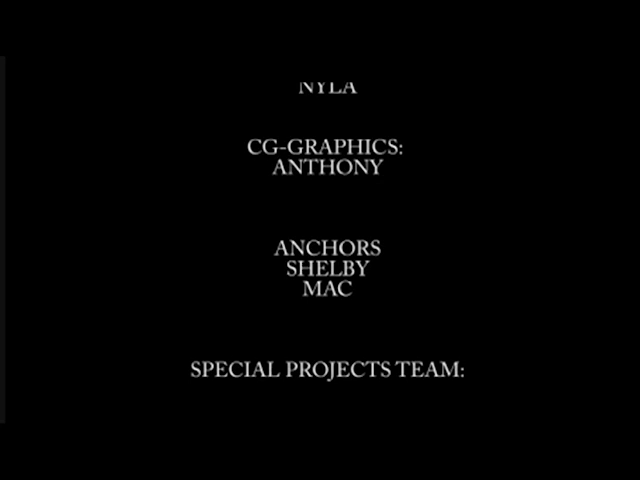 NYLA
CG-GRAPHICS:
ANTHONY
ANCHORS
SHELBY
MAC
SPECIAL PROJECTS TEAM: